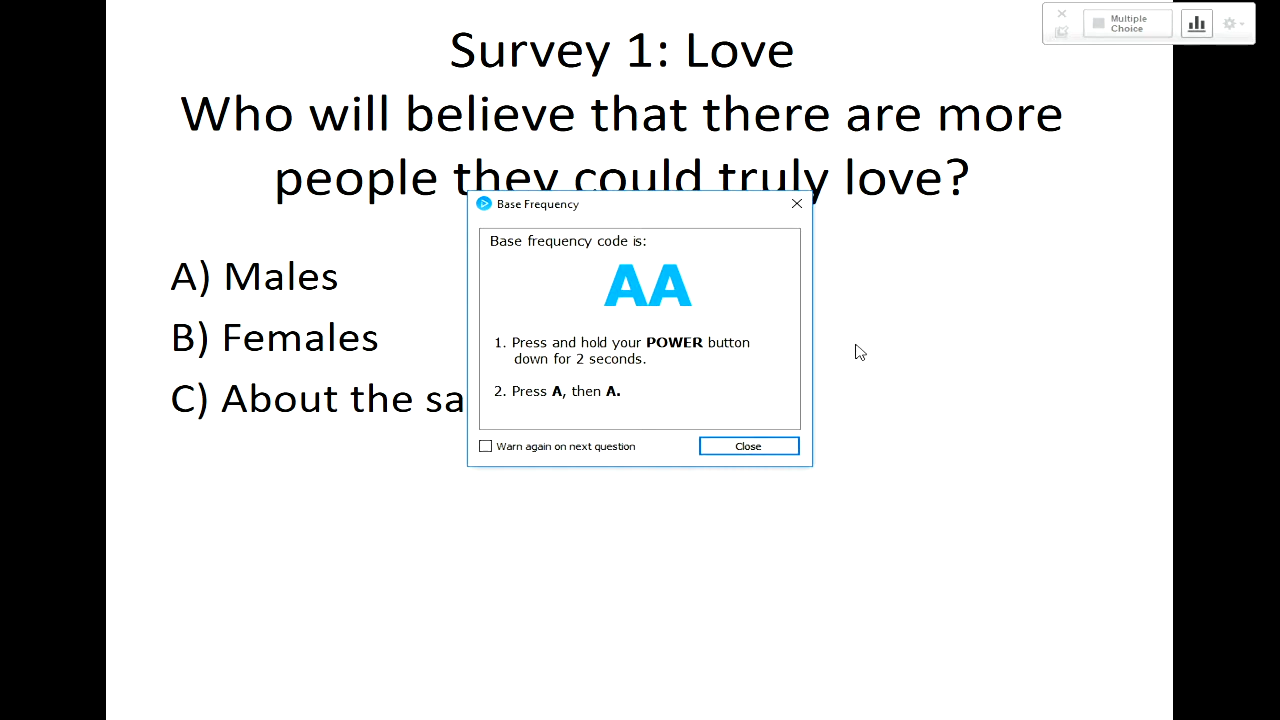 Survey 1: Love
Who will believe that there are more
people they could truly love?
A) Males
B) Females
C) About the sa
Base Frequency
Base frequency code is:
AA
1. Press and hold your POWER button
down for 2 seconds.
2. Press A, then A.
Warn again on next question
Close
Multiple
Choice